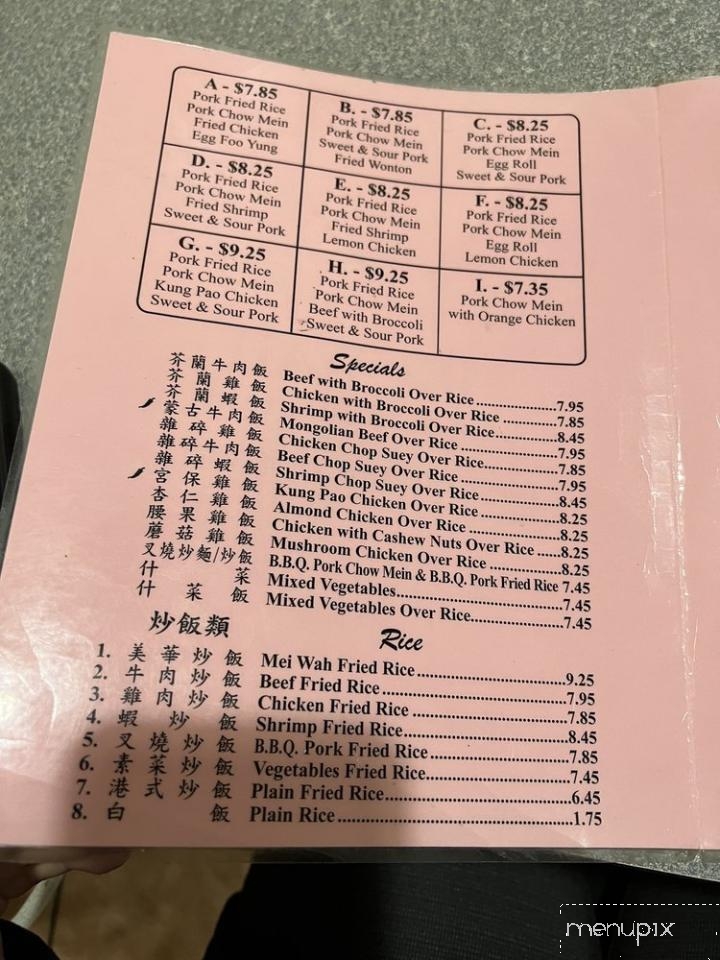 A - $7.85
Pork Fried Rice
Pork Chow Mein
Fried Chicken
Egg Foo Yung
B. - $7.85
Pork Fried Rice
Pork Chow Mein
Sweet & Sour Pork
Fried Wonton
C. - $8.25
Pork Fried Rice
Pork Chow Mein
Egg Roll
Sweet & Sour Pork
D. - $8.25
Pork Fried Rice
Pork Chow Mein
Fried Shrimp
Sweet & Sour Pork
E. - $8.25
Pork Fried Rice
Pork Chow Mein
Fried Shrimp
Lemon Chicken
F. - $8.25
Pork Fried Rice
Pork Chow Mein
Egg Roll
Lemon Chicken
G. - $9.25
Pork Fried Rice
Pork Chow Mein
Kung Pao Chicken
Sweet & Sour Pork
H. - $9.25
Pork Fried Rice
Pork Chow Mein
Beef with Broccoli
Sweet & Sour Pork
I. - $7.35
Pork Chow Mein
with Orange Chicken
Specials
芥蘭牛肉飯 Beef with Broccoli Over Rice 7.95
芥蘭雞飯 Chicken with Broccoli Over Rice 7.85
芥蘭蝦飯 Shrimp with Broccoli Over Rice 8.45
蒙古牛肉飯 Mongolian Beef Over Rice 7.95
雜碎雞飯 Chicken Chop Suey Over Rice 7.85
雜碎牛肉飯 Beef Chop Suey Over Rice 7.95
雜碎蝦飯 Shrimp Chop Suey Over Rice 8.45
宮保雞飯 Kung Pao Chicken Over Rice 8.25
杏仁雞飯 Almond Chicken Over Rice 8.25
腰果雞飯 Chicken with Cashew Nuts Over Rice 8.25
蘑菇雞飯 Mushroom Chicken Over Rice 8.25
叉燒炒麵/炒飯 B.B.Q. Pork Chow Mein & B.B.Q. Pork Fried Rice 7.45
什菜 Mixed Vegetables 7.45
什菜飯 Mixed Vegetables Over Rice 7.45
炒飯類 Rice
1. 美華炒飯 Mei Wah Fried Rice 9.25
2. 牛肉炒飯 Beef Fried Rice 7.95
3. 雞肉炒飯 Chicken Fried Rice 7.85
4. 蝦炒飯 Shrimp Fried Rice 8.45
5. 叉燒炒飯 B.B.Q. Pork Fried Rice 7.85
6. 素菜炒飯 Vegetables Fried Rice 7.45
7. 港式炒飯 Plain Fried Rice 6.45
8. 白飯 Plain Rice 1.75
menupix